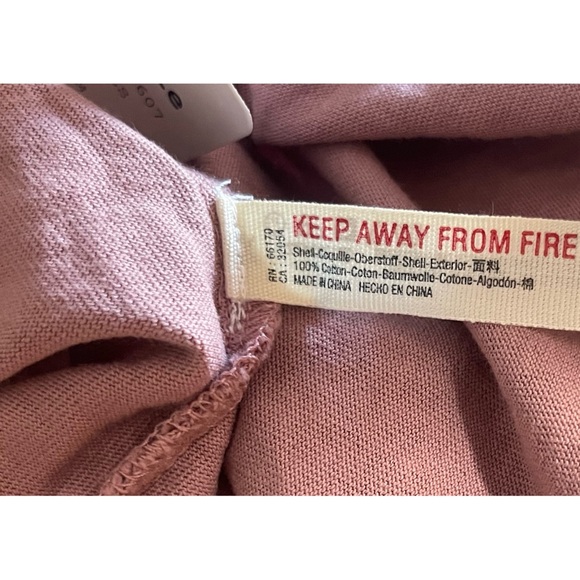 607
RN : 66170
CA : 32054
KEEP AWAY FROM FIRE
Shell-Coquille-Oberstoff-Shell-Exterior-面料
100% Cotton-Coton-Baumwolle-Cotone-Algodón-棉
MADE IN CHINA HECHO EN CHINA